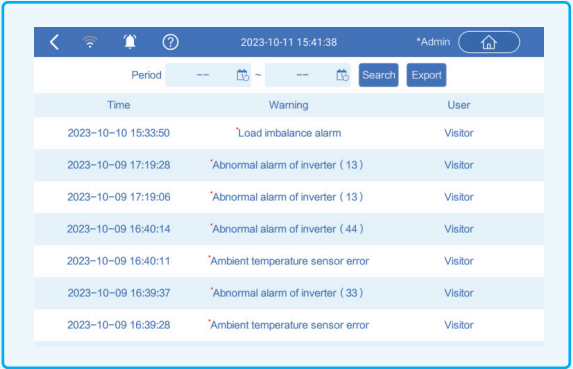 2023-10-11 15:41:38 *Admin
Period -- ~ -- Search Export
Time Warning User
2023-10-10 15:33:50 *Load imbalance alarm Visitor
2023-10-09 17:19:28 *Abnormal alarm of inverter (13) Visitor
2023-10-09 17:19:06 *Abnormal alarm of inverter (13) Visitor
2023-10-09 16:40:14 *Abnormal alarm of inverter (44) Visitor
2023-10-09 16:40:11 *Ambient temperature sensor error Visitor
2023-10-09 16:39:37 *Abnormal alarm of inverter (33) Visitor
2023-10-09 16:39:28 *Ambient temperature sensor error Visitor